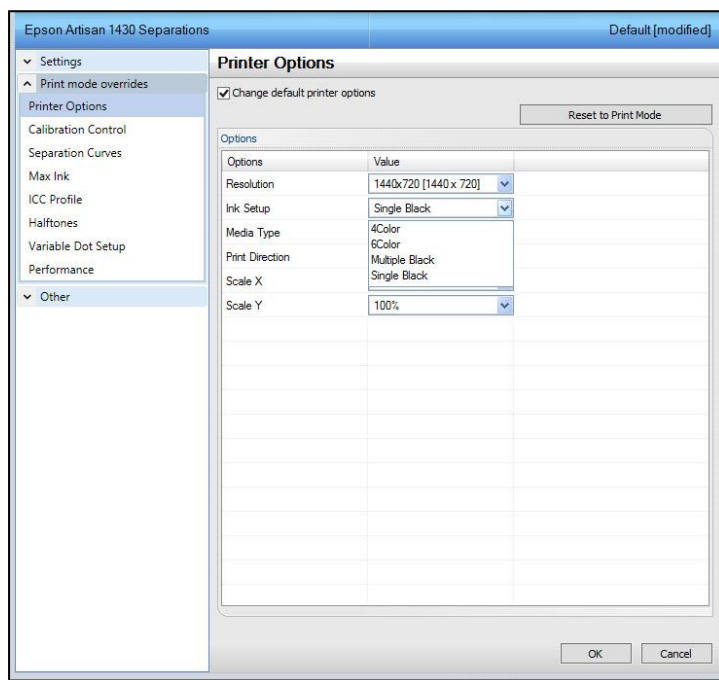 Epson Artisan 1430 Separations Default [modified]
Settings
Print mode overrides
Printer Options
Calibration Control
Separation Curves
Max Ink
ICC Profile
Halftones
Variable Dot Setup
Performance
Other
Printer Options
Change default printer options
Reset to Print Mode
Options
Options Value
Resolution 1440x720 [1440 x 720]
Ink Setup Single Black
Media Type
4Color
6Color
Print Direction
Multiple Black
Single Black
Scale X
Scale Y 100%
OK Cancel